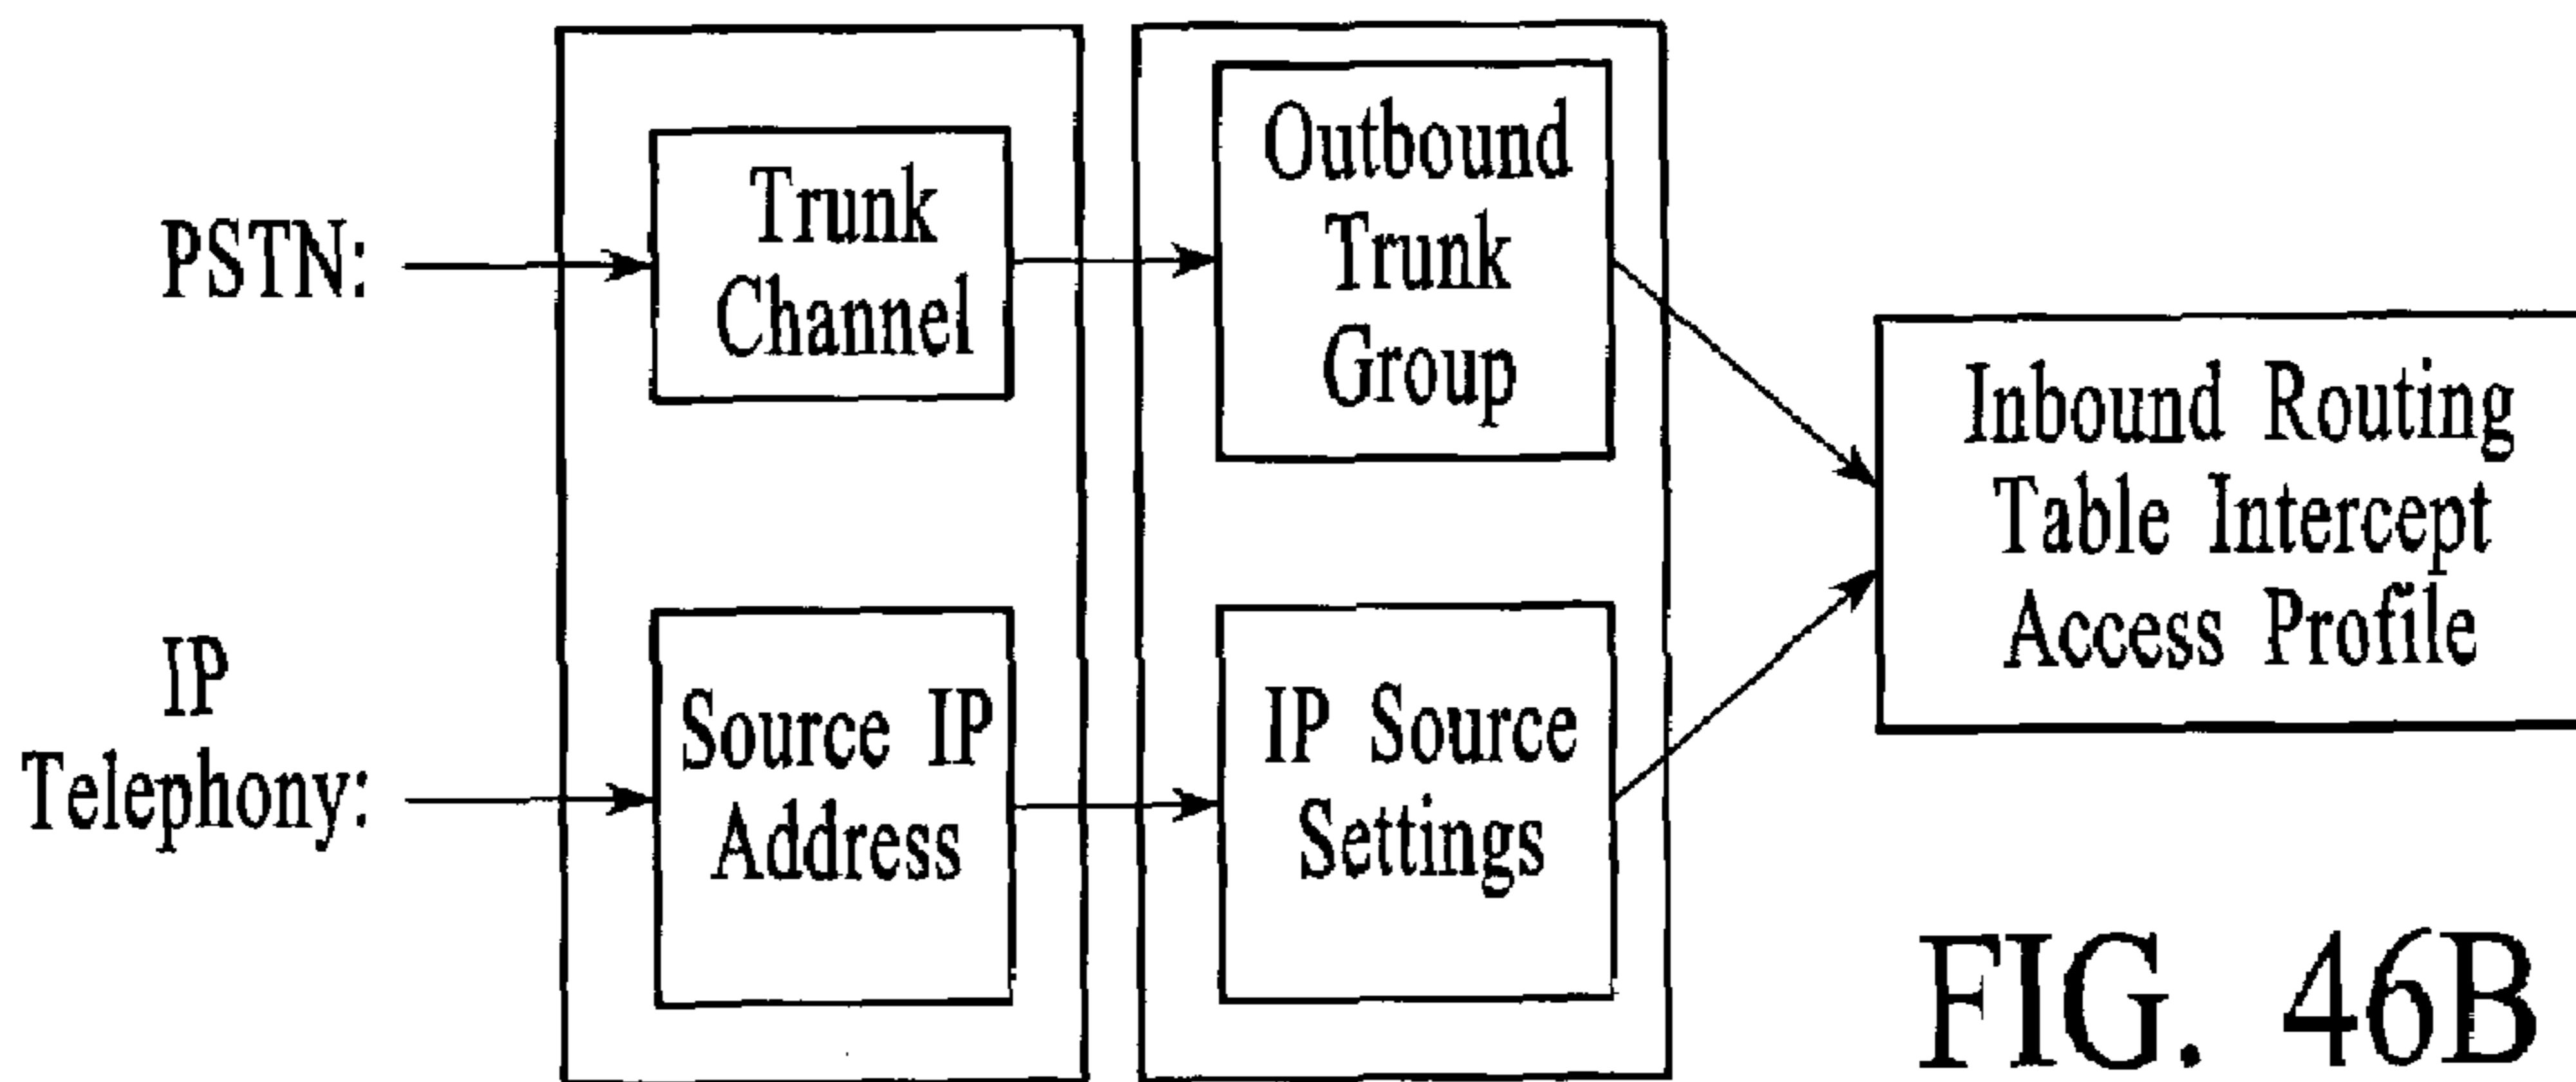 PSTN:
Trunk
Channel
Outbound
Trunk
Group
IP
Telephony:
Source IP
Address
IP Source
Settings
Inbound Routing
Table Intercept
Access Profile
FIG. 46B